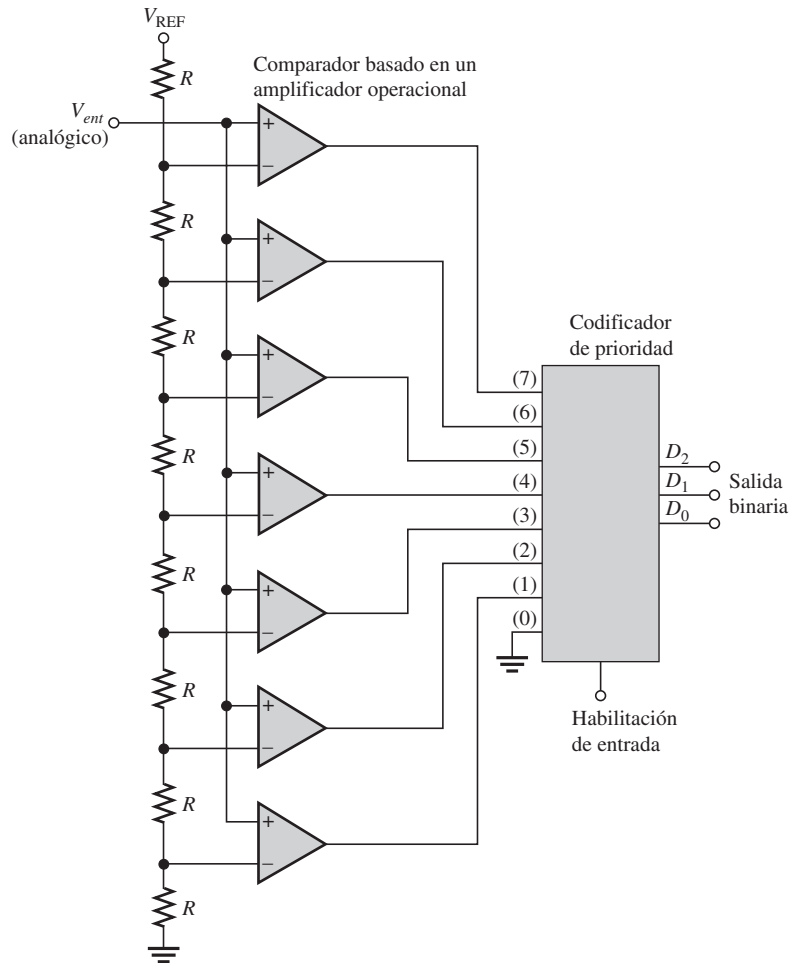 V_REF
R
Comparador basado en un
amplificador operacional
V_ent
(analógico)
+
−
R
+
−
R
+
−
Codificador
de prioridad
R
+
−
(7)
(6)
(5)
(4)
(3)
(2)
(1)
(0)
D_2
D_1
D_0
Salida
binaria
R
+
−
R
+
−
Habilitación
de entrada
R
+
−
R